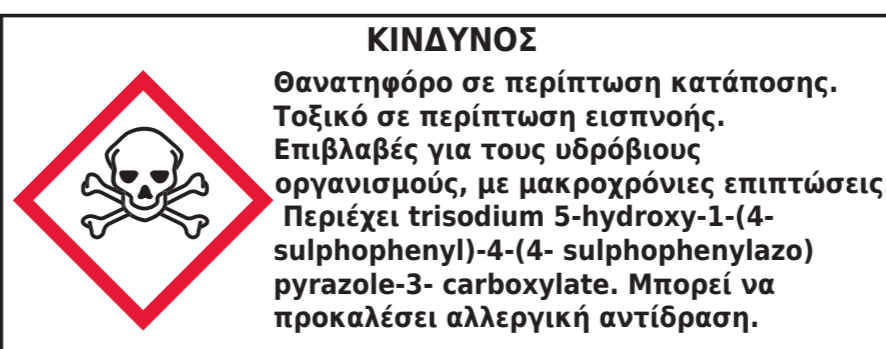 ΚΙΝΔΥΝΟΣ
Θανατηφόρο σε περίπτωση κατάποσης.
Τοξικό σε περίπτωση εισπνοής.
Επιβλαβές για τους υδρόβιους
οργανισμούς, με μακροχρόνιες επιπτώσεις.
Περιέχει trisodium 5-hydroxy-1-(4-
sulphophenyl)-4-(4- sulphophenylazo)
pyrazole-3- carboxylate. Μπορεί να
προκαλέσει αλλεργική αντίδραση.